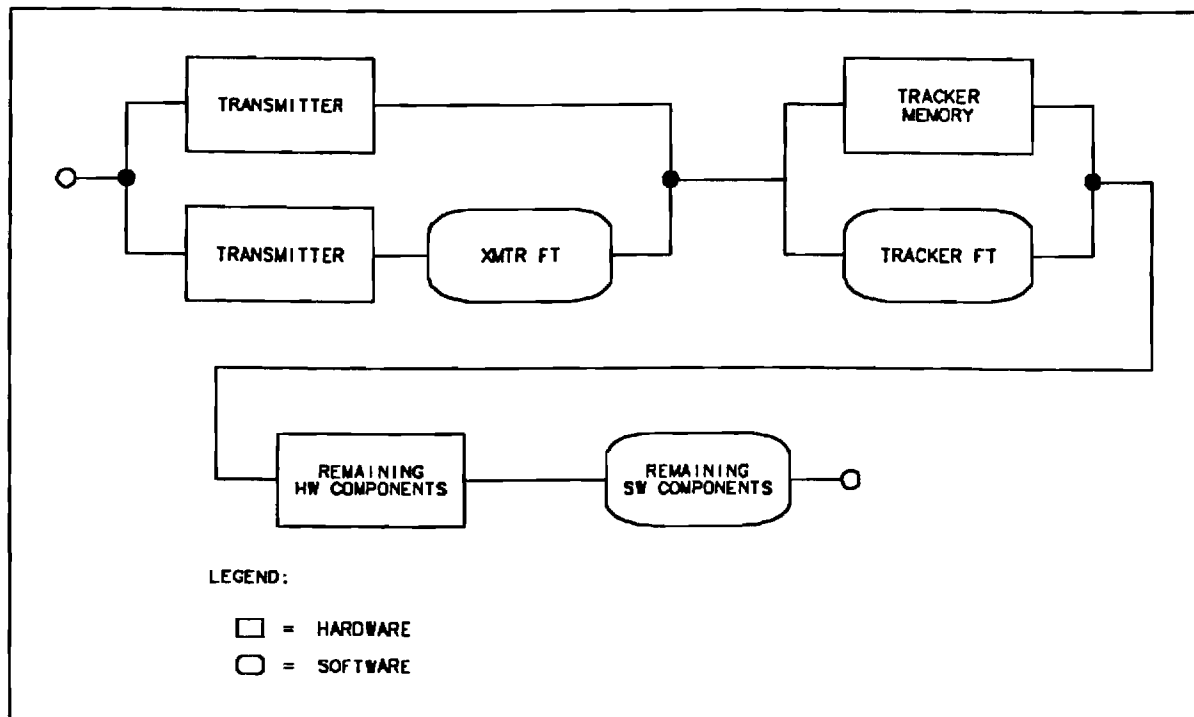 TRANSMITTER
TRACKER
MEMORY
TRANSMITTER
XMTR FT
TRACKER FT
REMAINING
HW COMPONENTS
REMAINING
SW COMPONENTS
LEGEND:
= HARDWARE
= SOFTWARE